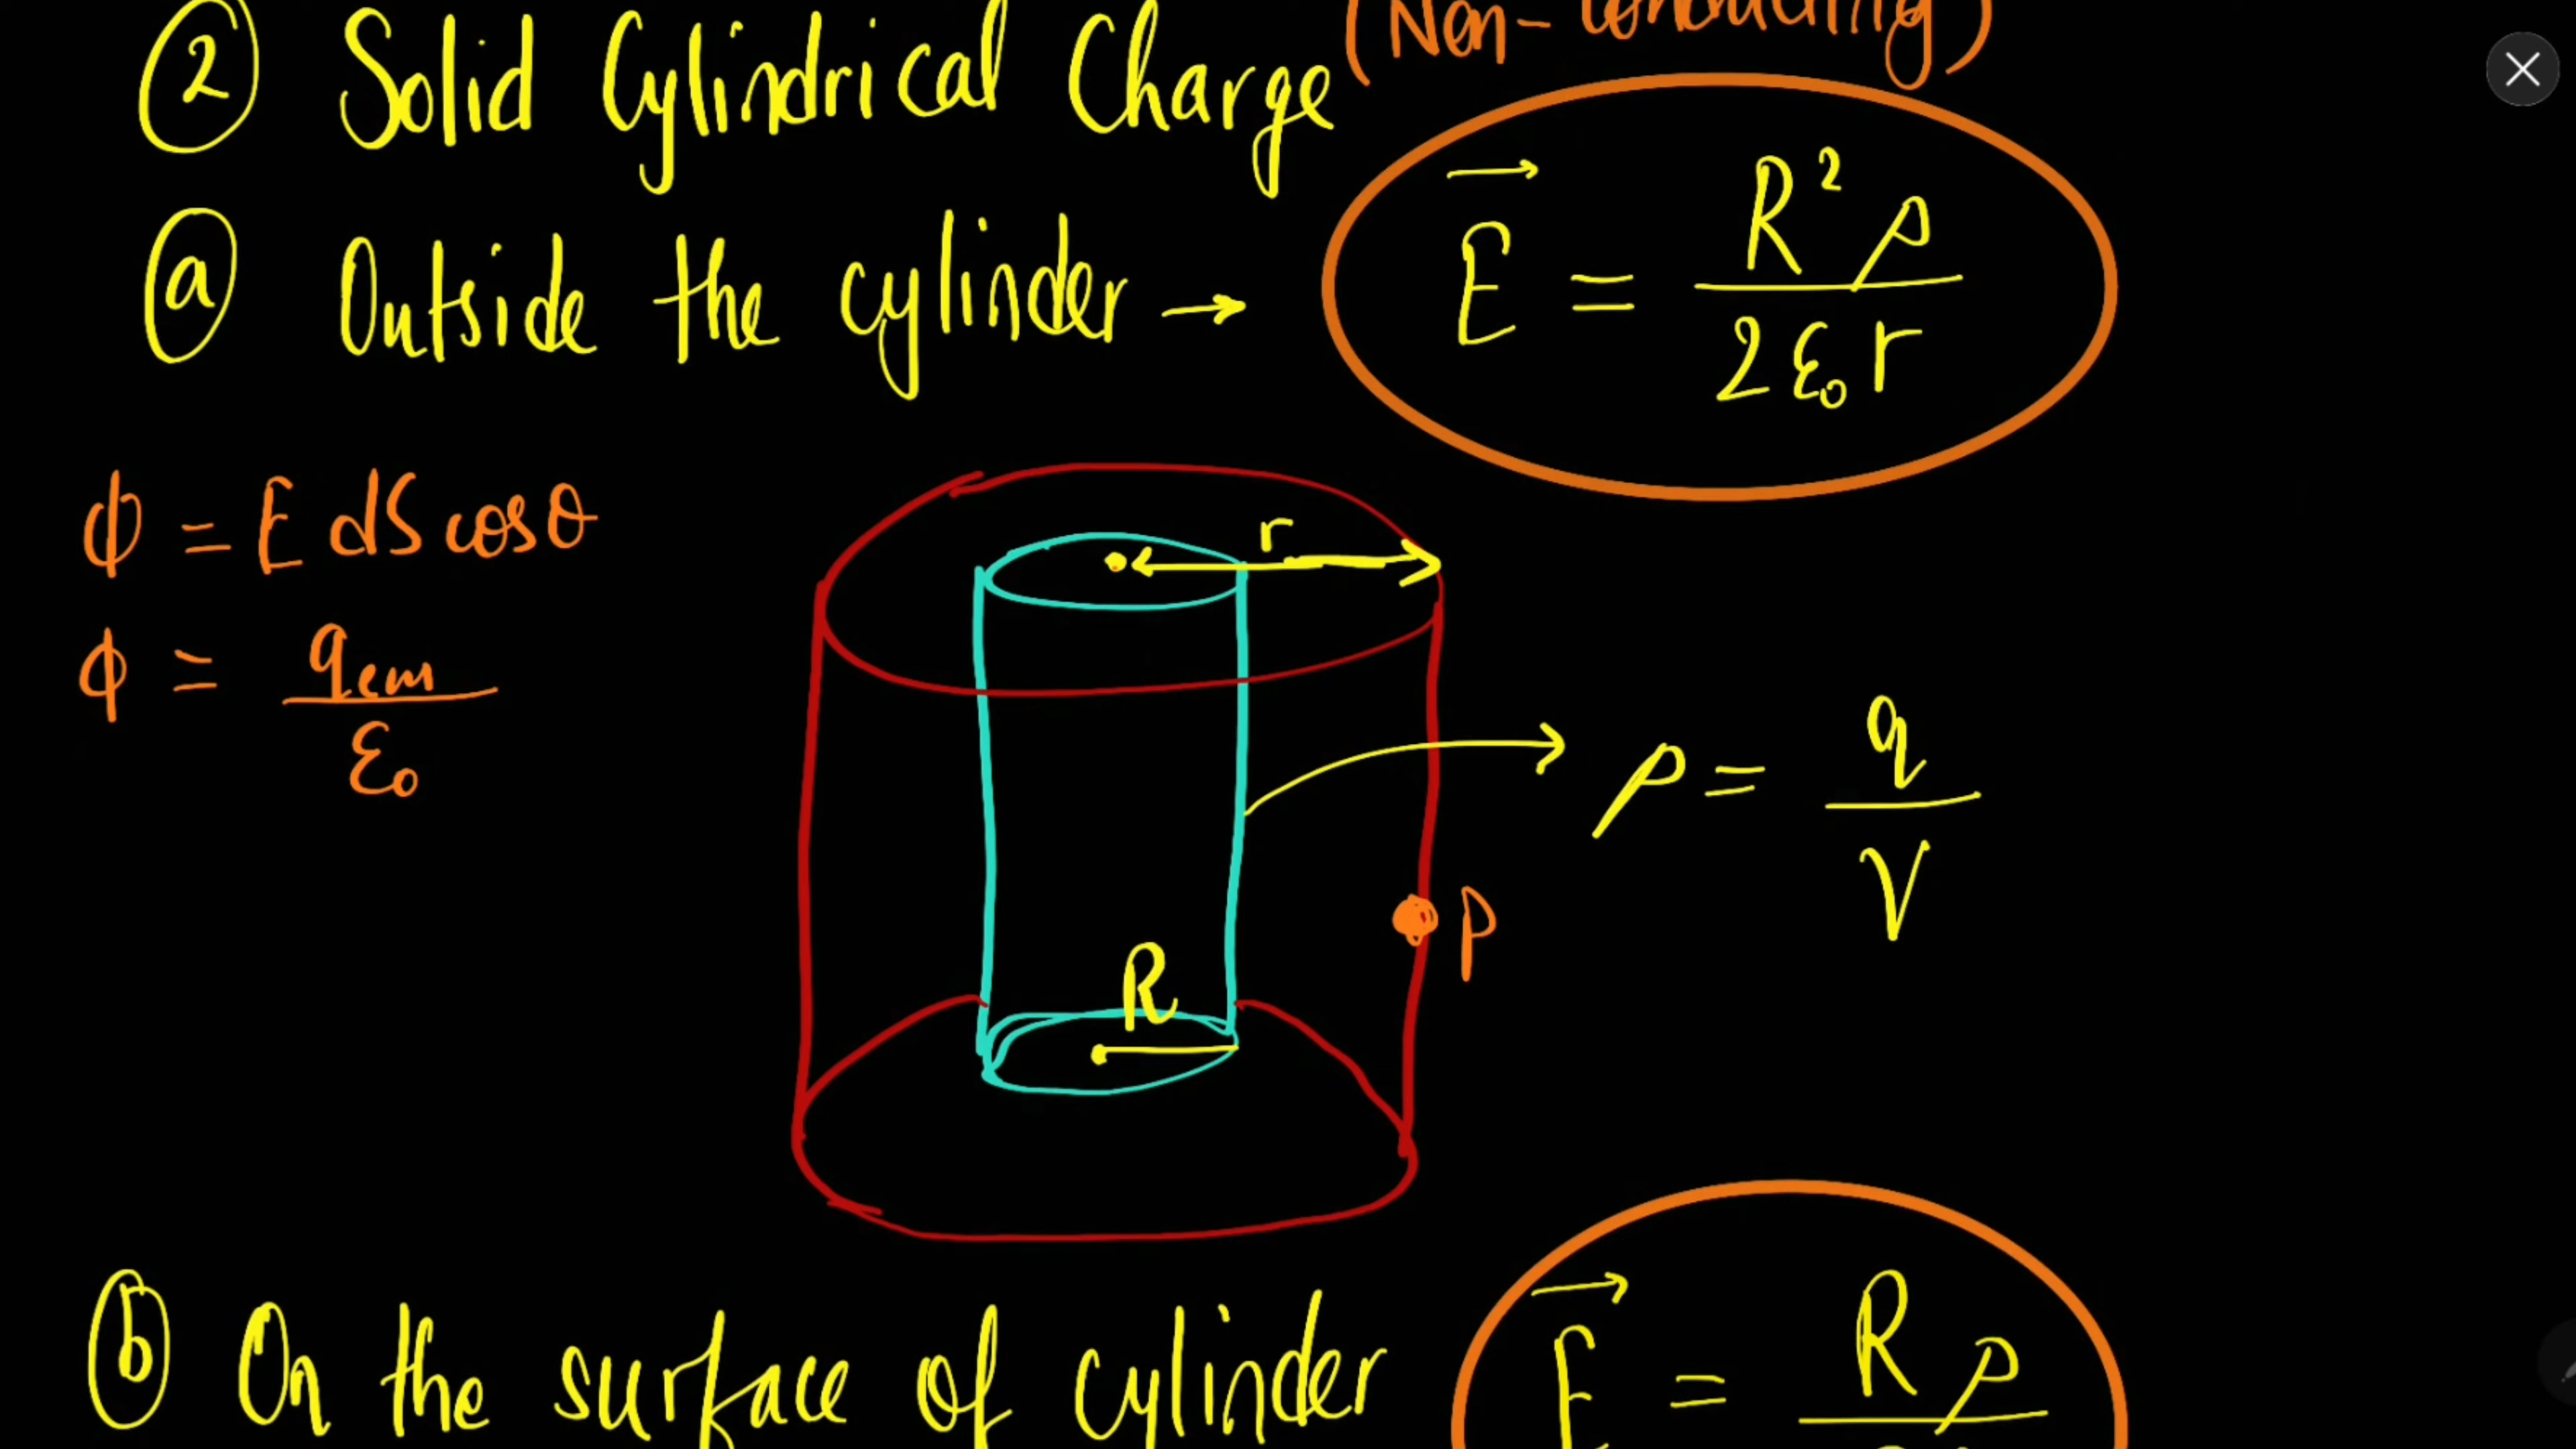 (Non-conducting)
② Solid Cylindrical Charge
ⓐ Outside the cylinder → E⃗ = R²ρ / 2ε₀r
ϕ = E dS cosθ
r
ϕ = qem / ε₀
ρ = q / V
P
R
ⓑ On the surface of cylinder E⃗ = Rρ